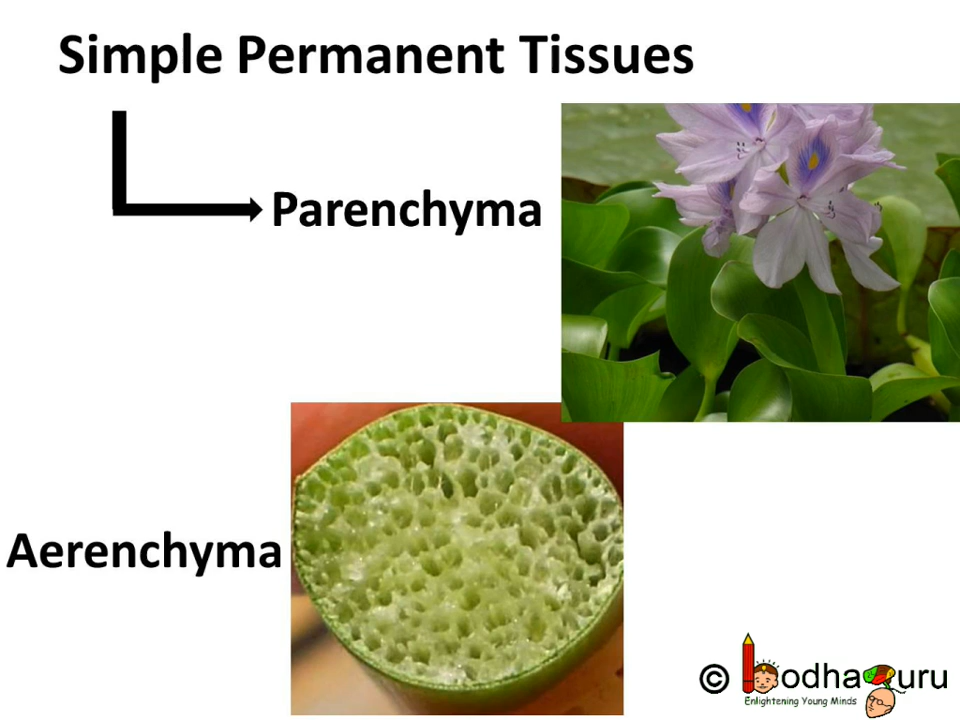 Simple Permanent Tissues
Parenchyma
Aerenchyma
© BodhaGuru
Enlightening Young Minds